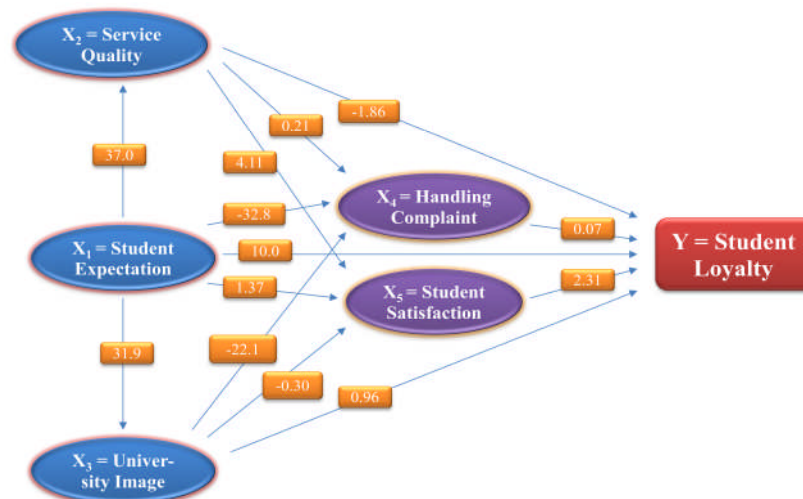 X₂ = Service
Quality
-1.86
0.21
37.0
4.11
X₄ = Handling
Complaint
-32.8
0.07
X₁ = Student
Expectation
10.0
Y = Student
Loyalty
1.37
X₅ = Student
Satisfaction
2.31
31.9
-22.1
-0.30
0.96
X₃ = Univer-
sity Image